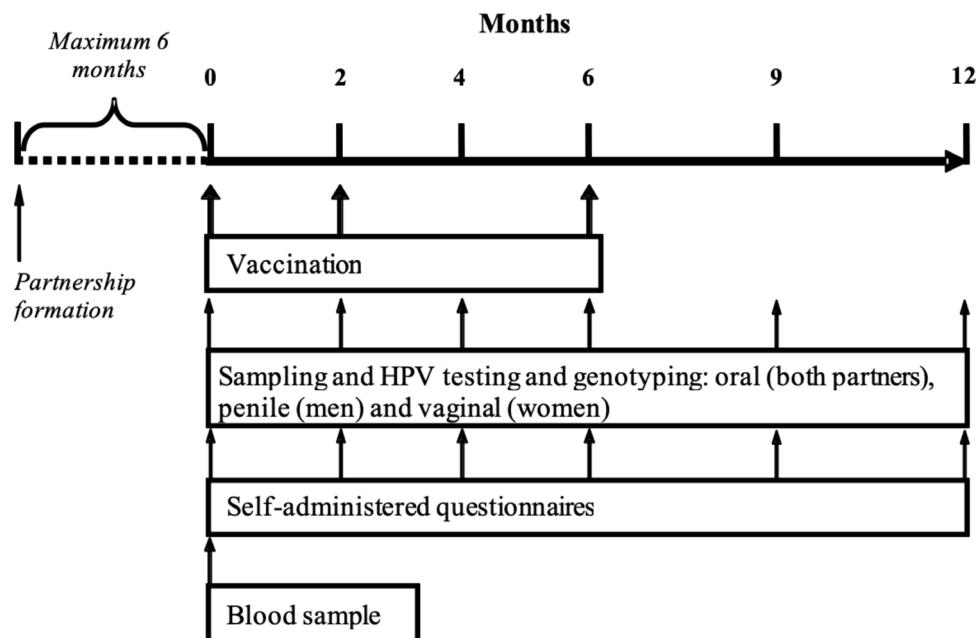 Months
Maximum 6
months
0 2 4 6 9 12
Partnership
formation
Vaccination
Sampling and HPV testing and genotyping: oral (both partners),
penile (men) and vaginal (women)
Self-administered questionnaires
Blood sample